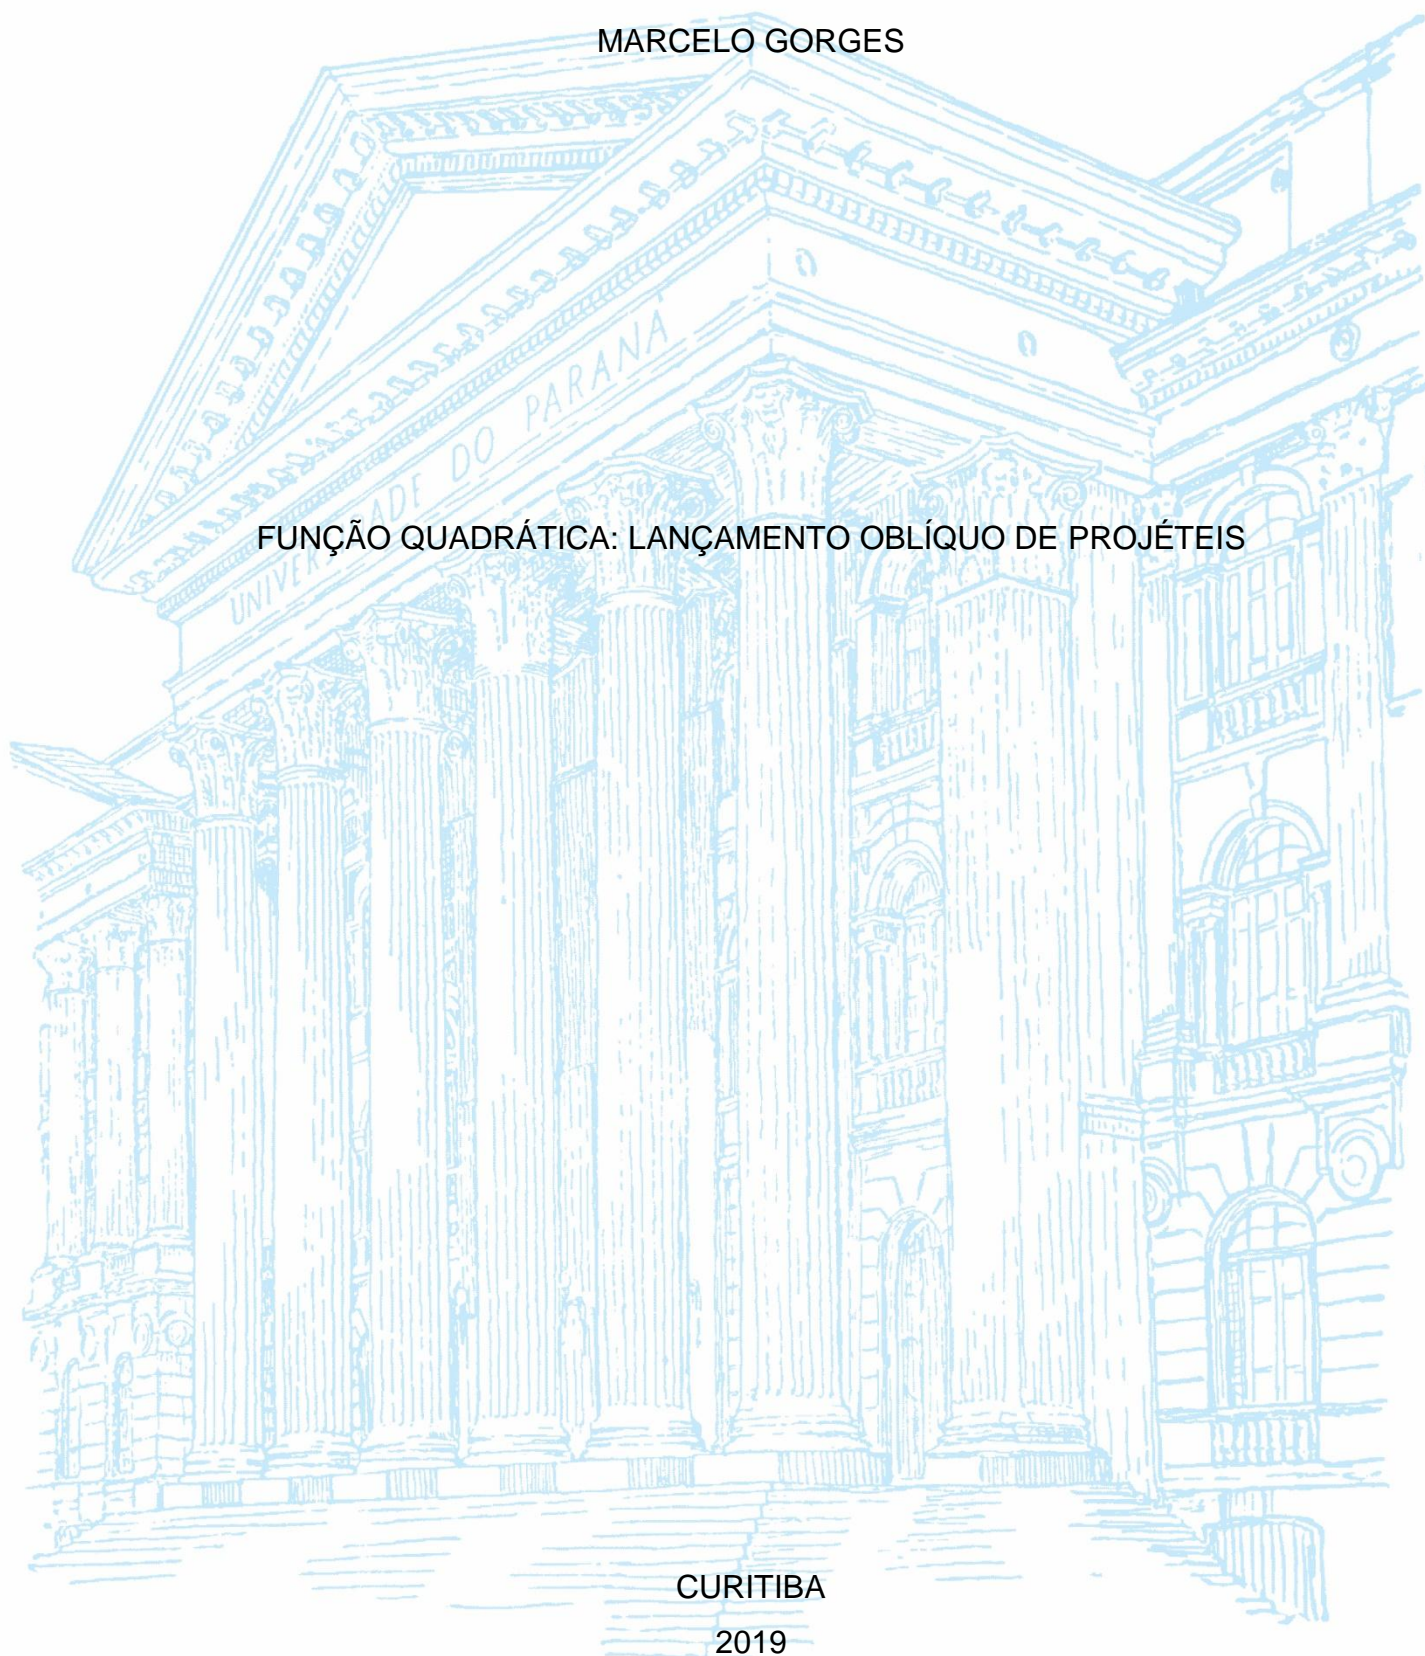 MARCELO GORGES
UNIVERSIDADE DO PARANÁ
FUNÇÃO QUADRÁTICA: LANÇAMENTO OBLÍQUO DE PROJÉTEIS
CURITIBA
2019